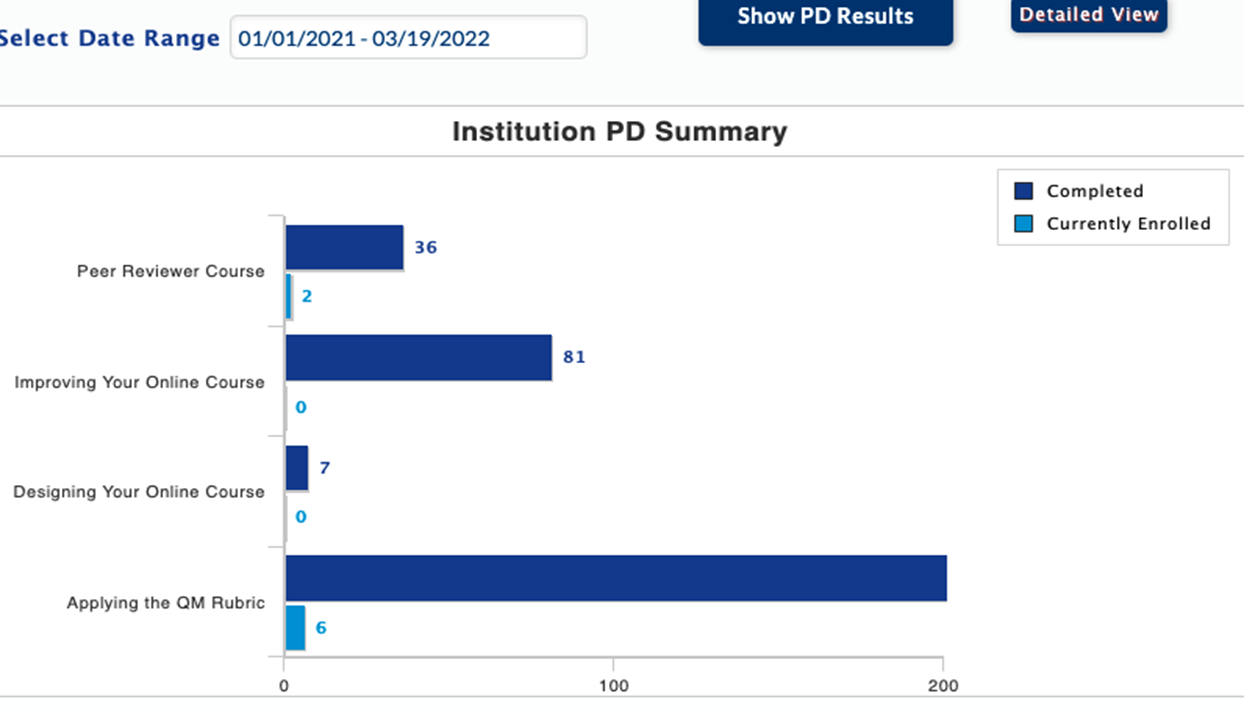 Show PD Results
Detailed View
Select Date Range 01/01/2021 - 03/19/2022
Institution PD Summary
Completed
Currently Enrolled
36
Peer Reviewer Course
2
81
Improving Your Online Course
0
7
Designing Your Online Course
0
Applying the QM Rubric
6
0 100 200